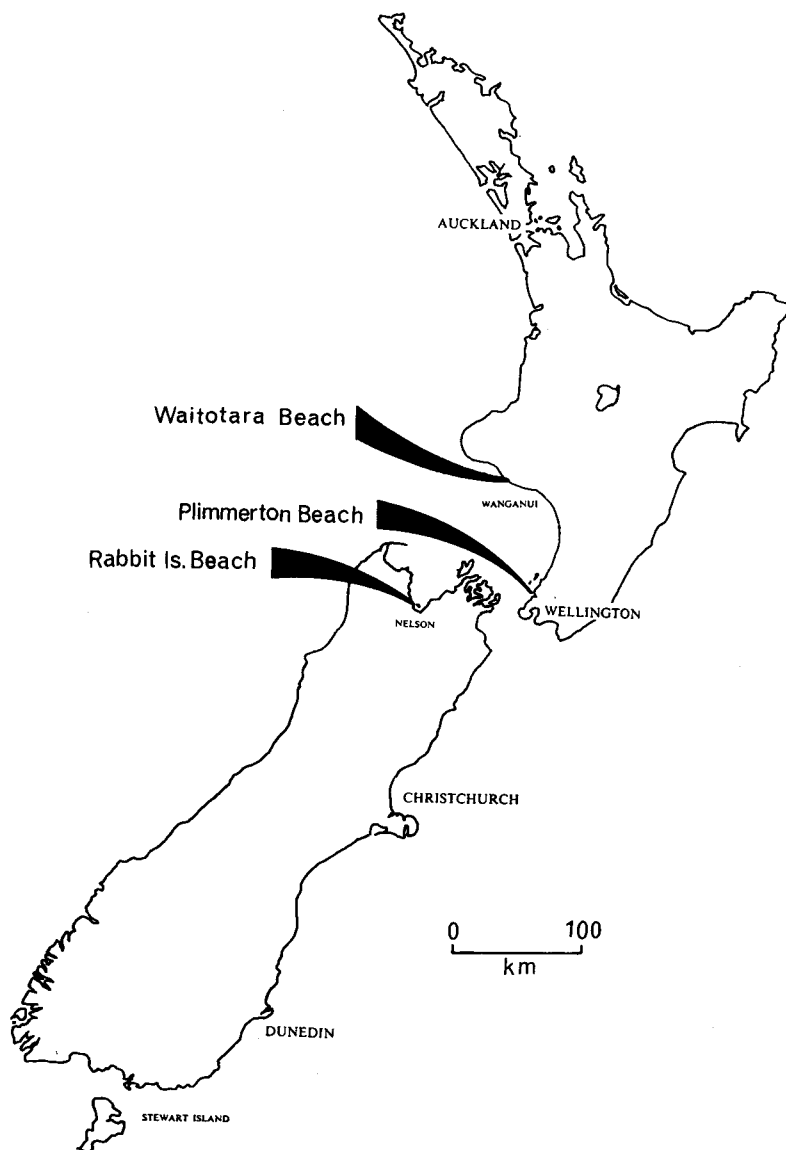 AUCKLAND
Waitotara Beach
WANGANUI
Plimmerton Beach
Rabbit Is. Beach
WELLINGTON
NELSON
CHRISTCHURCH
0 100
km
DUNEDIN
STEWART ISLAND